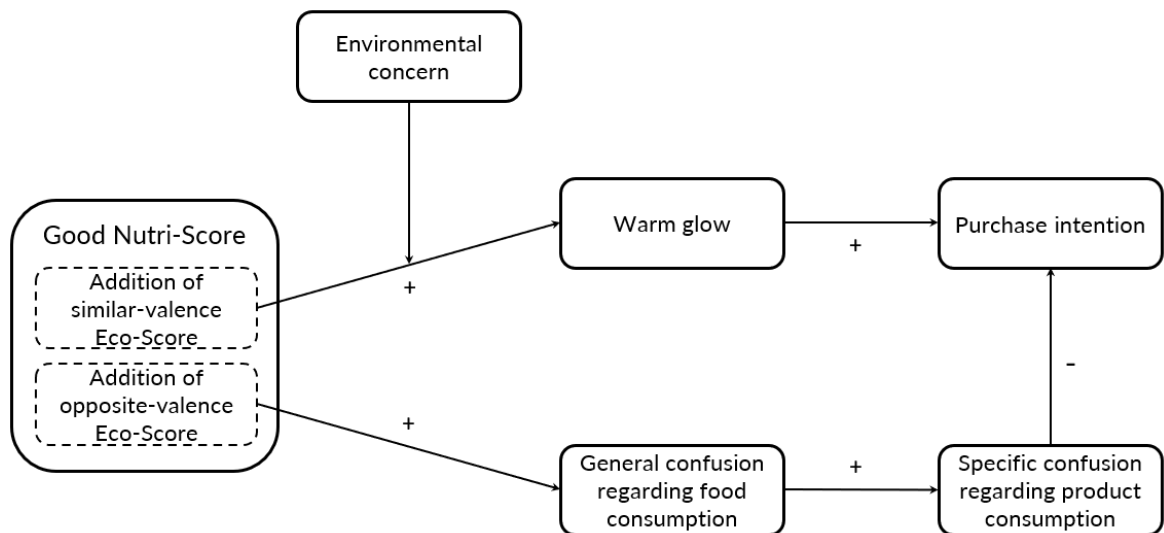 Environmental
concern
Good Nutri-Score
Addition of
similar-valence
Eco-Score
Addition of
opposite-valence
Eco-Score
+
+
Warm glow
+
Purchase intention
-
General confusion
regarding food
consumption
+
Specific confusion
regarding product
consumption